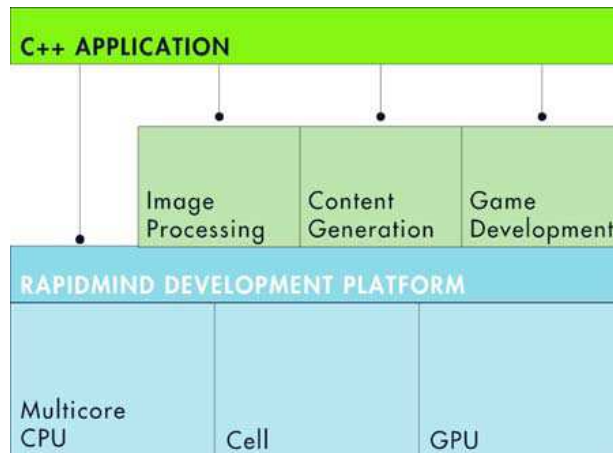 C++ APPLICATION
Image
Processing
Content
Generation
Game
Development
RAPIDMIND DEVELOPMENT PLATFORM
Multicore
CPU
Cell
GPU